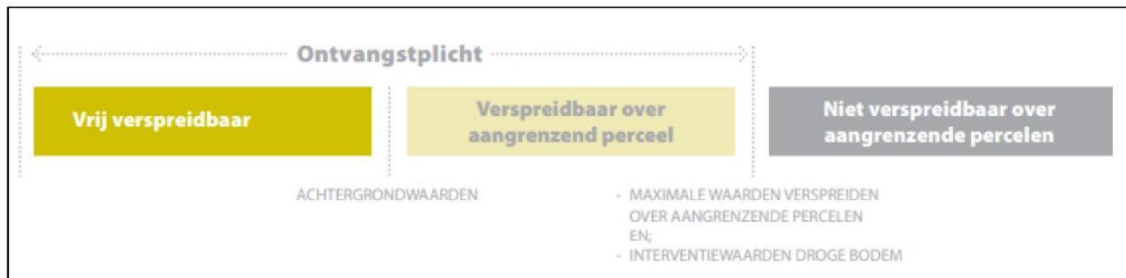 Ontvangstplicht
Vrij verspreidbaar
Verspreidbaar over
aangrenzend perceel
Niet verspreidbaar over
aangrenzende percelen
ACHTERGRONDWAARDEN
- MAXIMALE WAARDEN VERSPREIDEN
OVER AANGRENZENDE PERCELEN
EN;
- INTERVENTIEWAARDEN DROGE BODEM